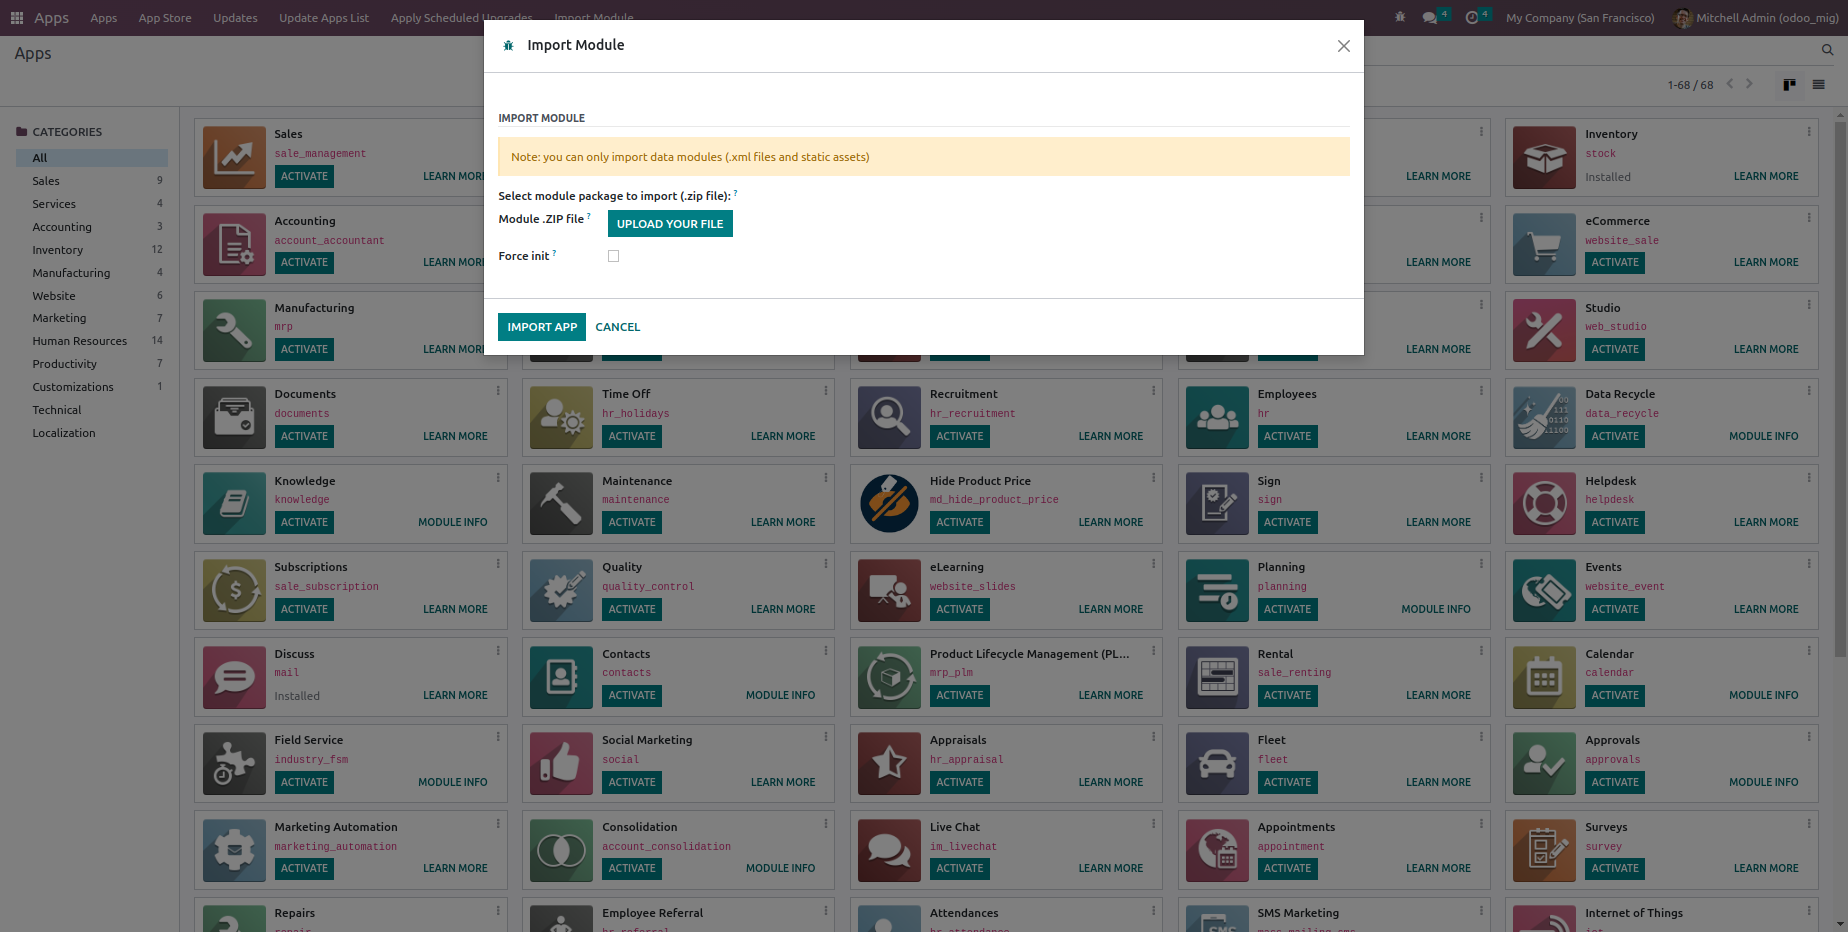 Apps
Apps
App Store
Updates
Update Apps List
Apply Scheduled Upgrades
Import Module
4
4
My Company (San Francisco)
Mitchell Admin (odoo_mig)
Apps
1-68 / 68
Import Module
IMPORT MODULE
Note: you can only import data modules (.xml files and static assets)
Select module package to import (.zip file): ?
Module .ZIP file ?
UPLOAD YOUR FILE
Force init ?
IMPORT APP
CANCEL
CATEGORIES
All
Sales 9
Services 4
Accounting 3
Inventory 12
Manufacturing 4
Website 6
Marketing 7
Human Resources 14
Productivity 7
Customizations 1
Technical
Localization
Sales
sale_management
ACTIVATE
LEARN MORE
LEARN MORE
Inventory
stock
Installed
LEARN MORE
Accounting
account_accountant
ACTIVATE
LEARN MORE
LEARN MORE
eCommerce
website_sale
ACTIVATE
LEARN MORE
Manufacturing
mrp
ACTIVATE
LEARN MORE
LEARN MORE
Studio
web_studio
ACTIVATE
LEARN MORE
Documents
documents
ACTIVATE
LEARN MORE
Time Off
hr_holidays
ACTIVATE
LEARN MORE
Recruitment
hr_recruitment
ACTIVATE
LEARN MORE
Employees
hr
ACTIVATE
LEARN MORE
Data Recycle
data_recycle
ACTIVATE
MODULE INFO
Knowledge
knowledge
ACTIVATE
MODULE INFO
Maintenance
maintenance
ACTIVATE
LEARN MORE
Hide Product Price
md_hide_product_price
ACTIVATE
LEARN MORE
Sign
sign
ACTIVATE
LEARN MORE
Helpdesk
helpdesk
ACTIVATE
LEARN MORE
Subscriptions
sale_subscription
ACTIVATE
LEARN MORE
Quality
quality_control
ACTIVATE
LEARN MORE
eLearning
website_slides
ACTIVATE
LEARN MORE
Planning
planning
ACTIVATE
MODULE INFO
Events
website_event
ACTIVATE
LEARN MORE
Discuss
mail
Installed
LEARN MORE
Contacts
contacts
ACTIVATE
MODULE INFO
Product Lifecycle Management (PL...
mrp_plm
ACTIVATE
LEARN MORE
Rental
sale_renting
ACTIVATE
LEARN MORE
Calendar
calendar
ACTIVATE
MODULE INFO
Field Service
industry_fsm
ACTIVATE
MODULE INFO
Social Marketing
social
ACTIVATE
LEARN MORE
Appraisals
hr_appraisal
ACTIVATE
LEARN MORE
Fleet
fleet
ACTIVATE
LEARN MORE
Approvals
approvals
ACTIVATE
MODULE INFO
Marketing Automation
marketing_automation
ACTIVATE
LEARN MORE
Consolidation
account_consolidation
ACTIVATE
MODULE INFO
Live Chat
im_livechat
ACTIVATE
LEARN MORE
Appointments
appointment
ACTIVATE
LEARN MORE
Surveys
survey
ACTIVATE
LEARN MORE
Repairs
Employee Referral
Attendances
SMS Marketing
Internet of Things